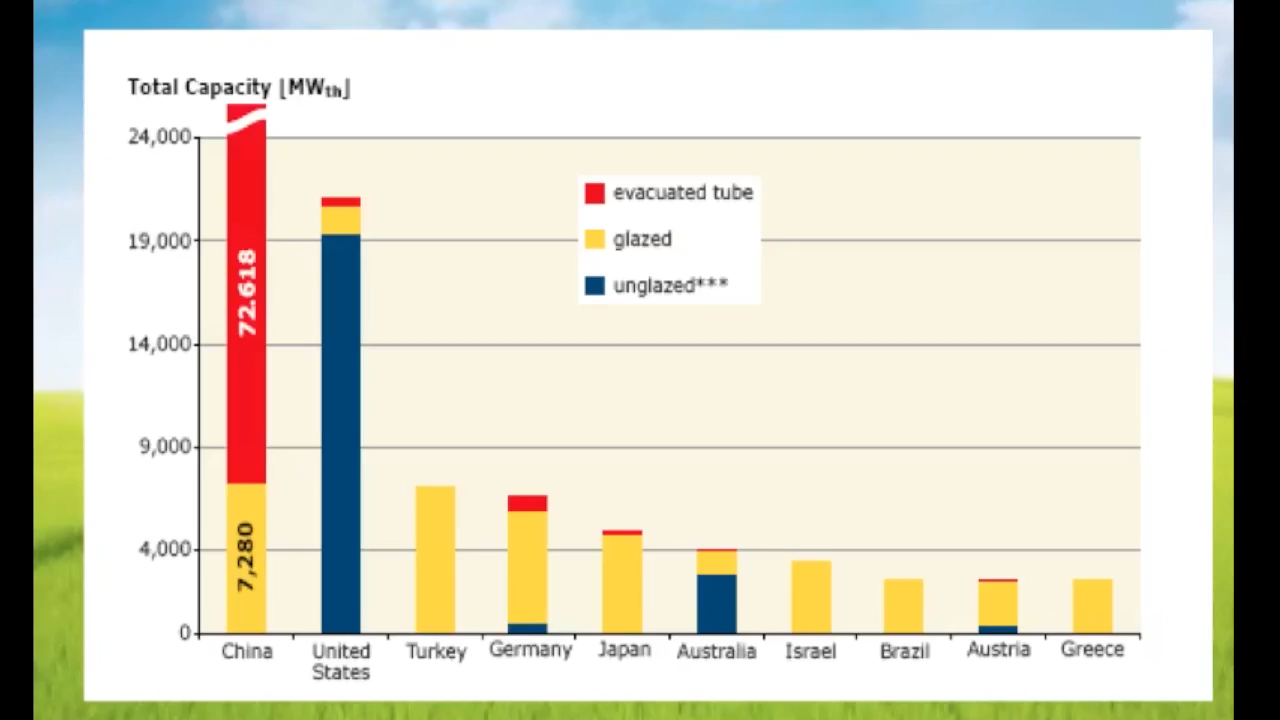 Total Capacity [MWth]
24,000
19,000
14,000
9,000
4,000
0
72.618
7,280
evacuated tube
glazed
unglazed***
China
United States
Turkey
Germany
Japan
Australia
Israel
Brazil
Austria
Greece